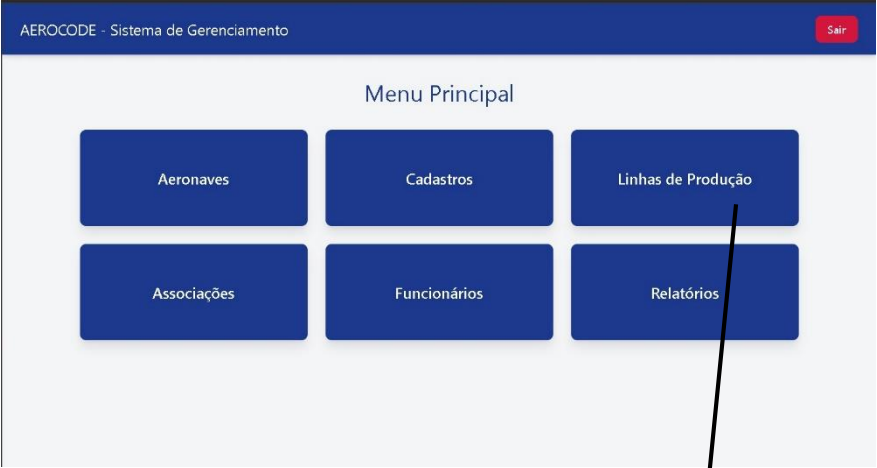 AEROCODE - Sistema de Gerenciamento
Sair
Menu Principal
Aeronaves
Cadastros
Linhas de Produção
Associações
Funcionários
Relatórios